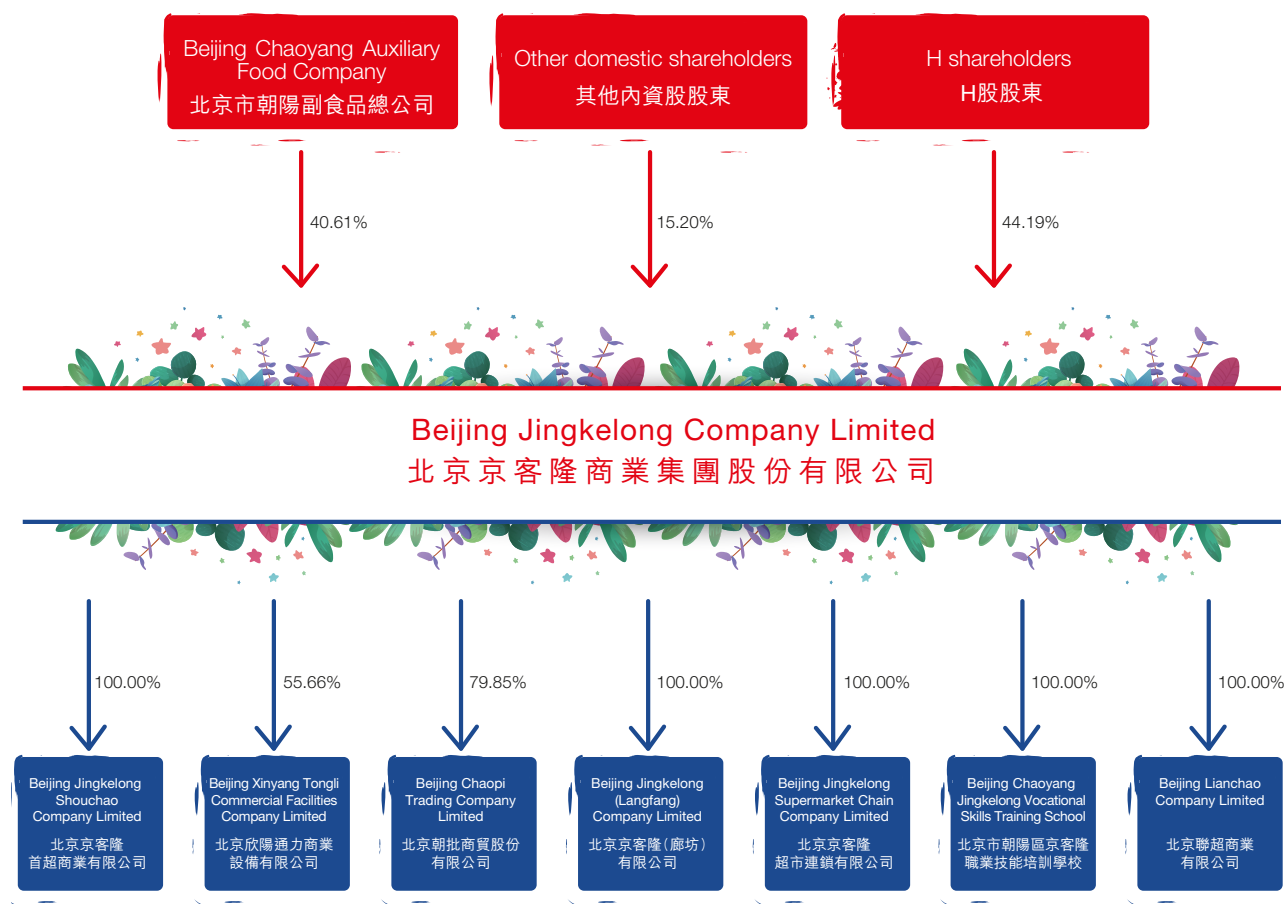 Beijing Chaoyang Auxiliary
Food Company
北京市朝陽副食品總公司
Other domestic shareholders
其他內資股股東
H shareholders
H股股東
40.61%
15.20%
44.19%
Beijing Jingkelong Company Limited
北京京客隆商業集團股份有限公司
100.00%
55.66%
79.85%
100.00%
100.00%
100.00%
100.00%
Beijing Jingkelong
Shouchao
Company Limited
北京京客隆
首超商業有限公司
Beijing Xinyang Tongli
Commercial Facilities
Company Limited
北京欣陽通力商業
設備有限公司
Beijing Chaopi
Trading Company
Limited
北京朝批商貿股份
有限公司
Beijing Jingkelong
(Langfang)
Company Limited
北京京客隆（廊坊）
有限公司
Beijing Jingkelong
Supermarket Chain
Company Limited
北京京客隆
超市連鎖有限公司
Beijing Chaoyang
Jingkelong Vocational
Skills Training School
北京市朝陽區京客隆
職業技能培訓學校
Beijing Lianchao
Company Limited
北京聯超商業
有限公司